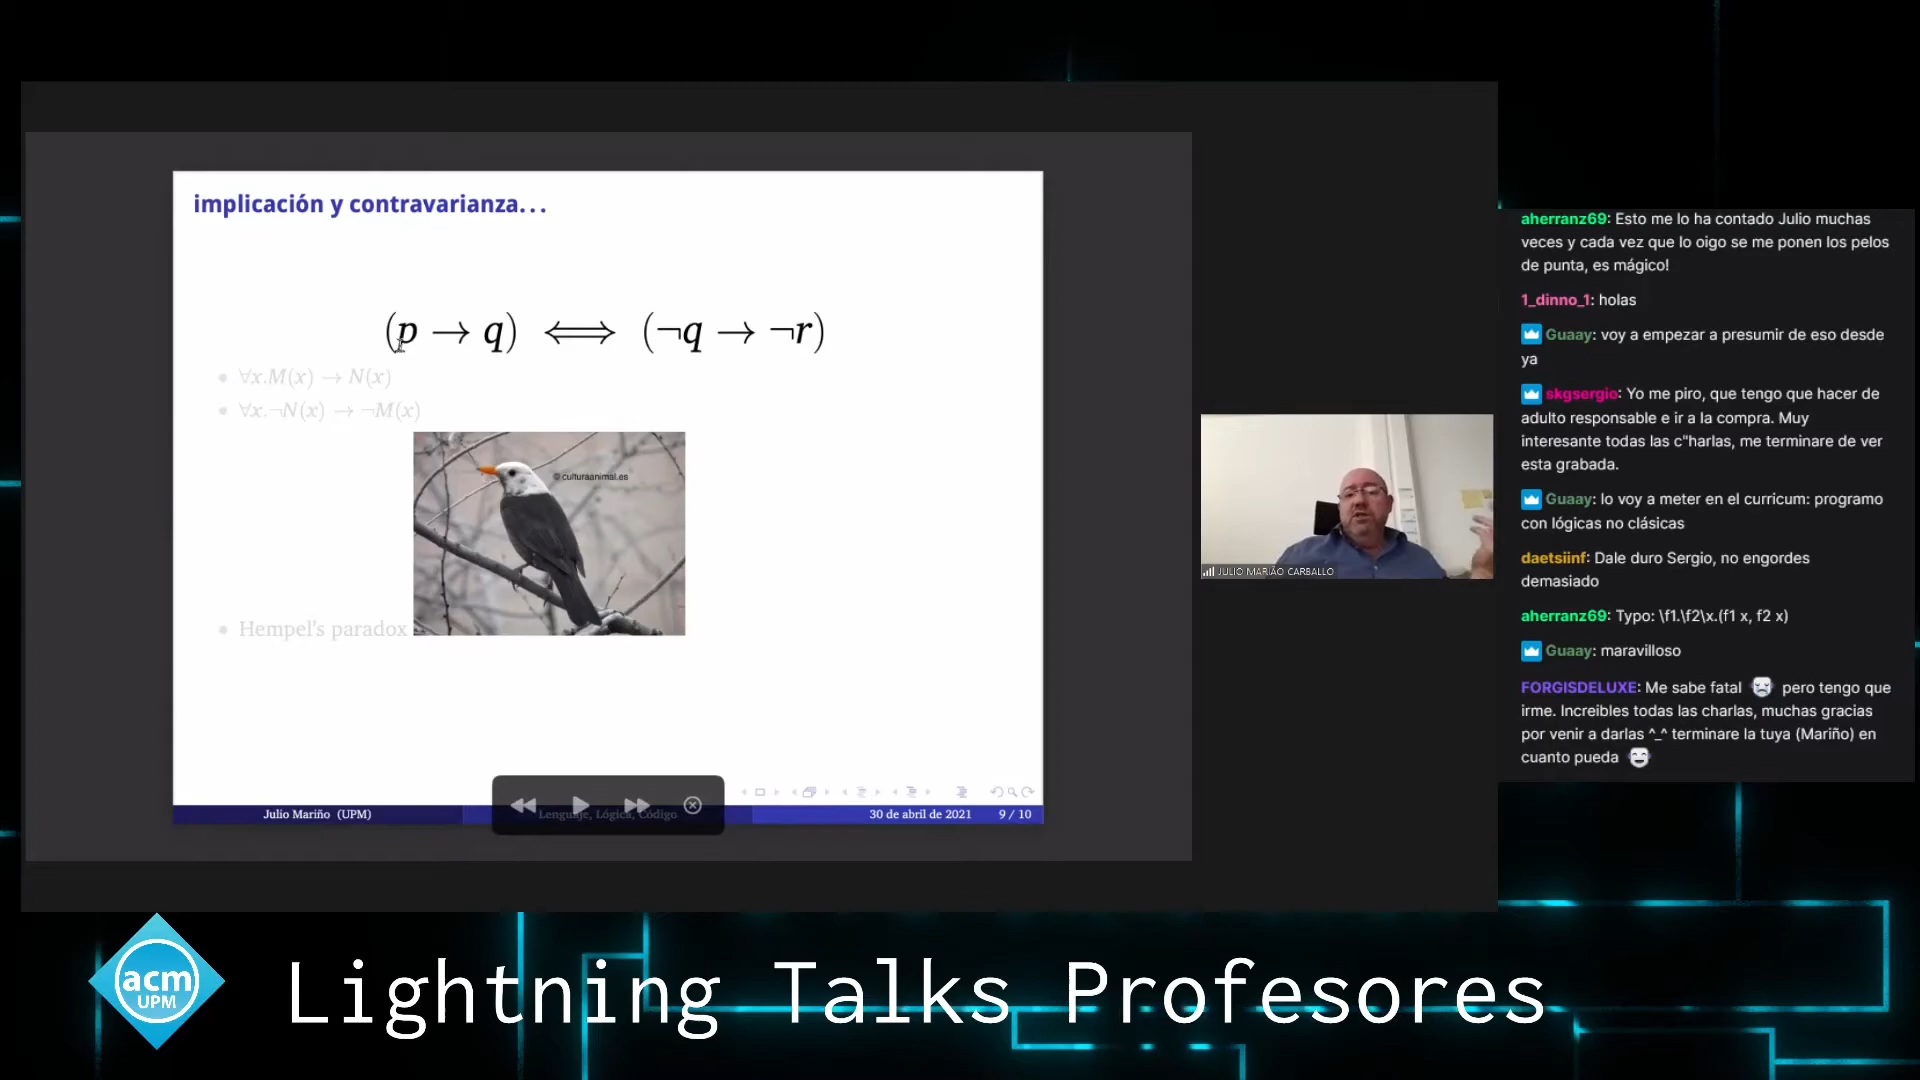 implicación y contravarianza...
(p → q) ⟺ (¬q → ¬r)
• ∀x.M(x) → N(x)
• ∀x.¬N(x) → ¬M(x)
© culturaanimal.es
• Hempel's paradox
Julio Mariño (UPM)
Lenguaje, Lógica, Código
30 de abril de 2021
9 / 10
JULIO MARIÃO CARBALLO
aherranz69: Esto me lo ha contado Julio muchas
veces y cada vez que lo oigo se me ponen los pelos
de punta, es mágico!
1_dinno_1: holas
Guaay: voy a empezar a presumir de eso desde
ya
skgsergio: Yo me piro, que tengo que hacer de
adulto responsable e ir a la compra. Muy
interesante todas las c"harlas, me terminare de ver
esta grabada.
Guaay: lo voy a meter en el curricum: programo
con lógicas no clásicas
daetsiinf: Dale duro Sergio, no engordes
demasiado
aherranz69: Typo: \f1.\f2\x.(f1 x, f2 x)
Guaay: maravilloso
FORGISDELUXE: Me sabe fatal pero tengo que
irme. Increibles todas las charlas, muchas gracias
por venir a darlas ^_^ terminare la tuya (Mariño) en
cuanto pueda
acm
UPM
Lightning Talks Profesores